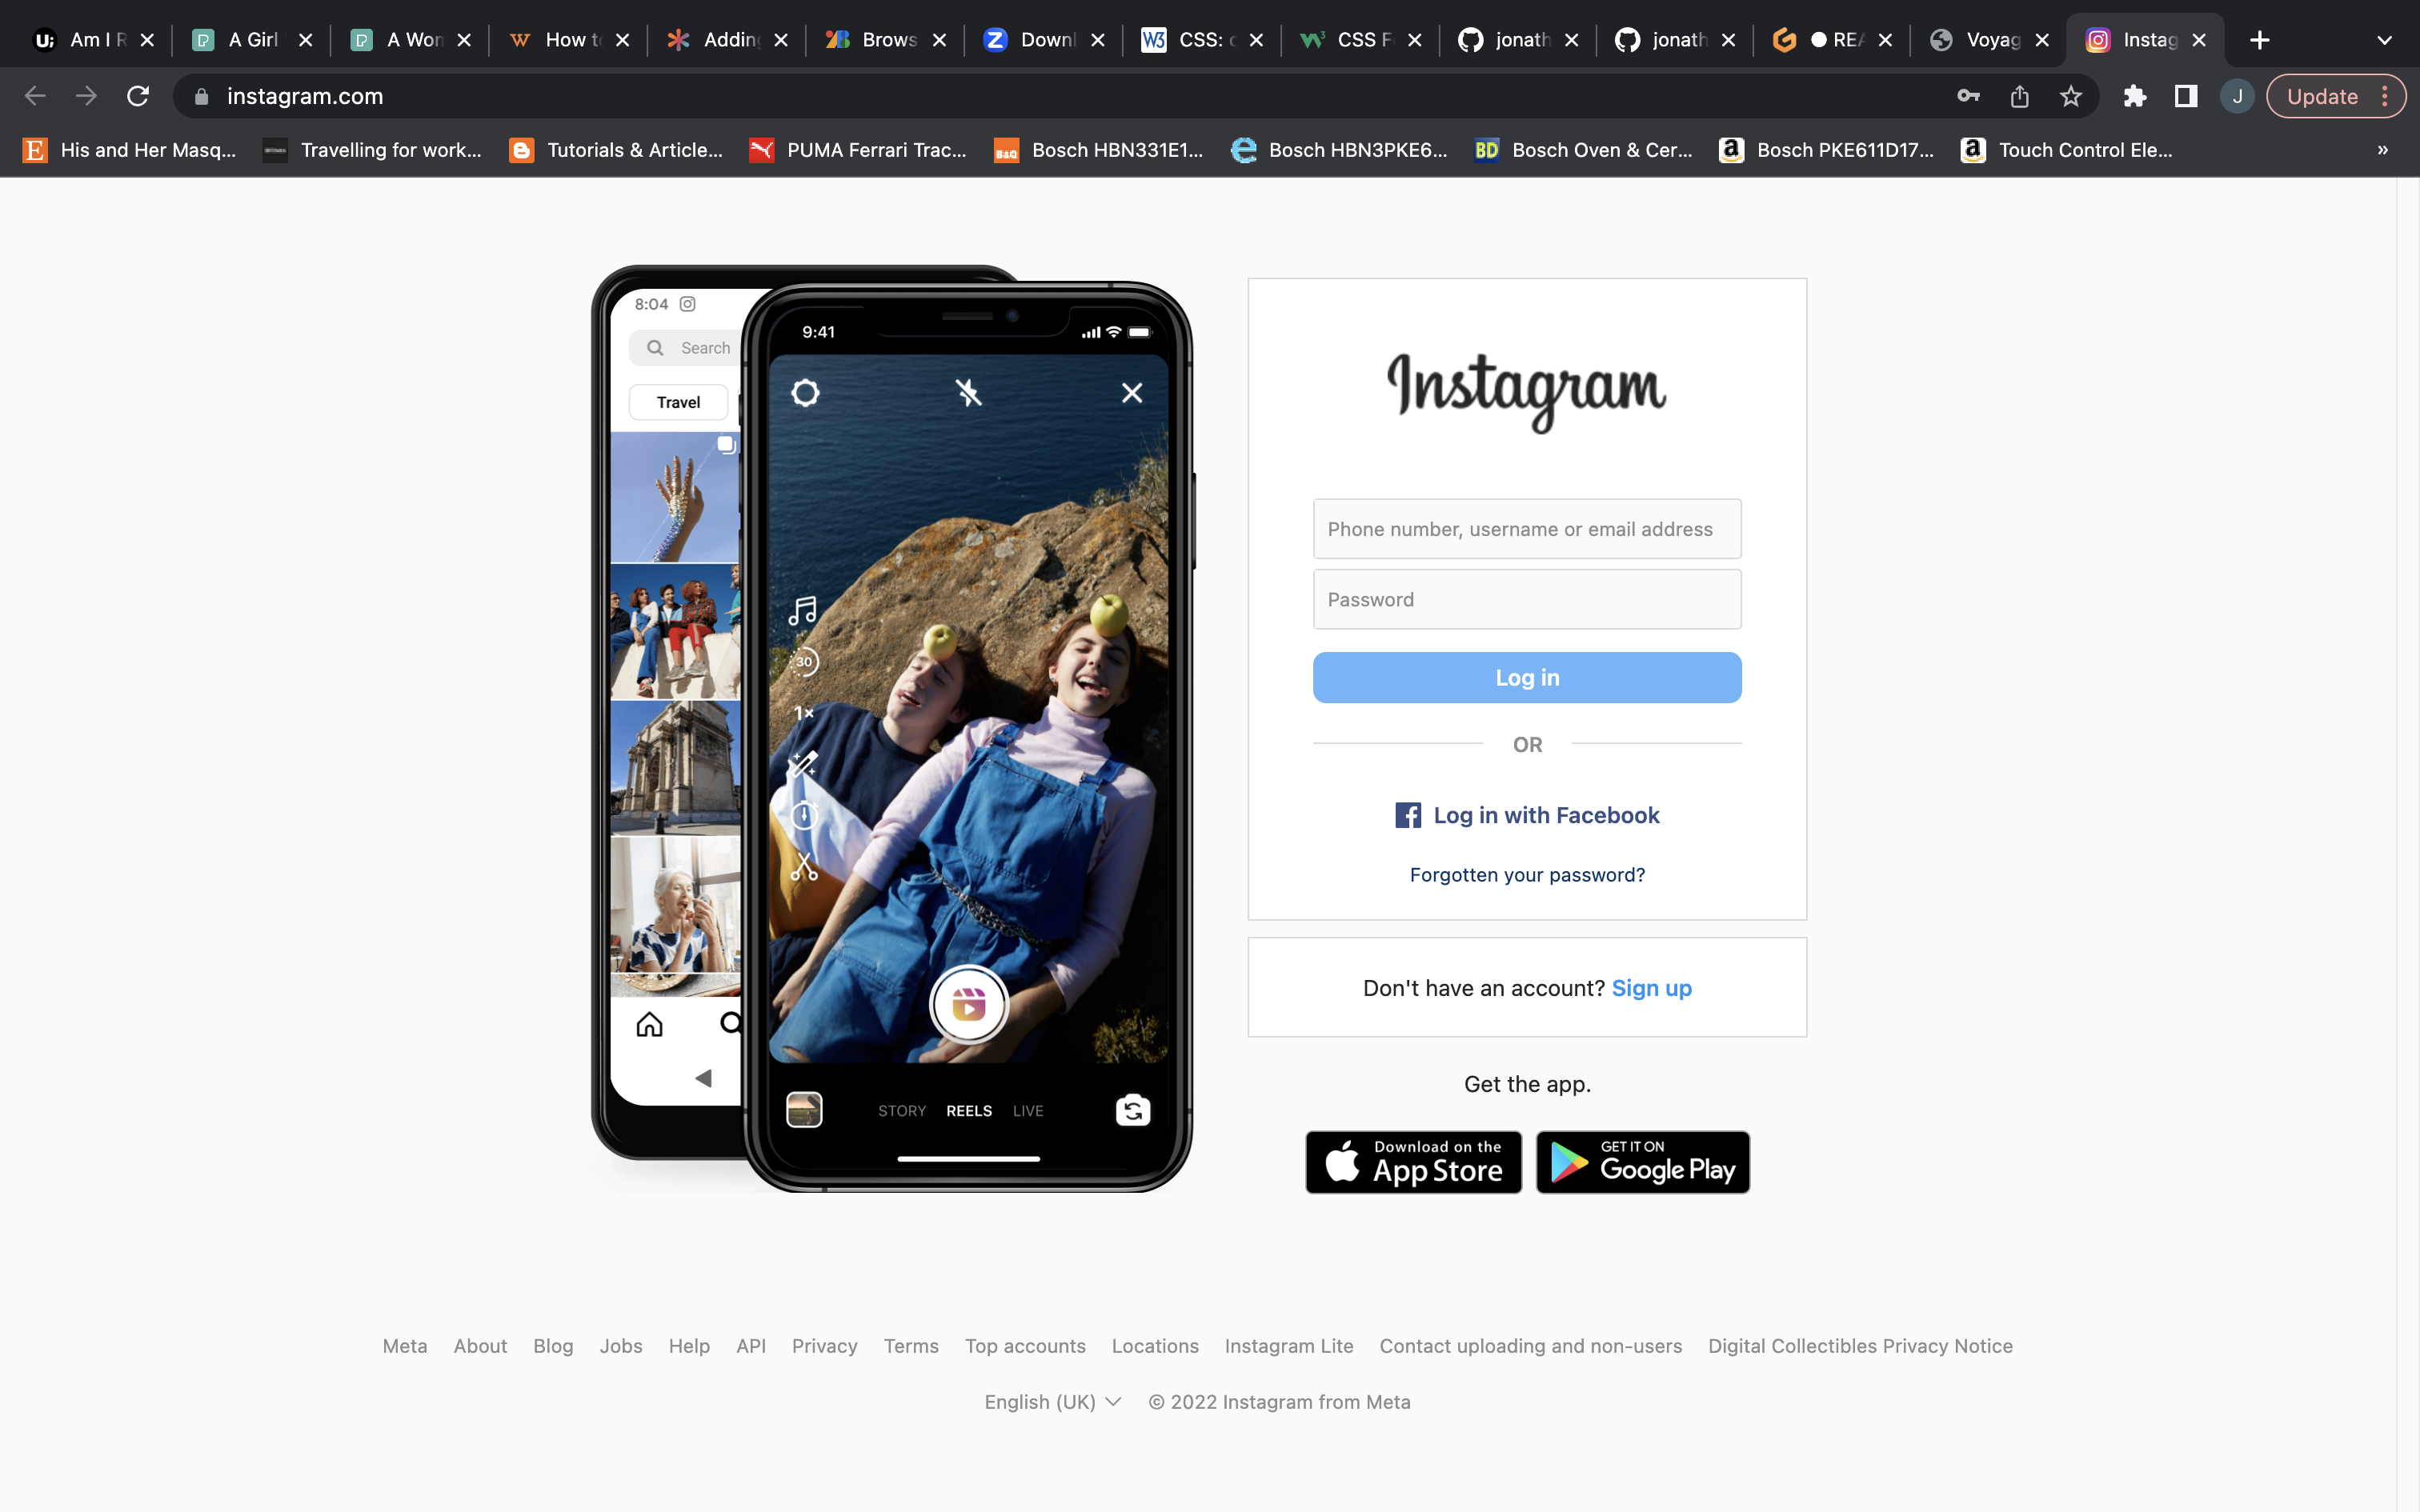 Am I R
A Girl
A Won
How to
Adding
Brows
Downl
CSS: c
CSS F
jonath
jonath
REA
Voyag
Instag
instagram.com
J
Update
His and Her Masq...
Travelling for work...
Tutorials & Article...
PUMA Ferrari Trac...
Bosch HBN331E1...
Bosch HBN3PKE6...
Bosch Oven & Cer...
Bosch PKE611D17...
Touch Control Ele...
8:04
Search
Travel
9:41
30
1×
STORY REELS LIVE
Instagram
Phone number, username or email address
Password
Log in
OR
Log in with Facebook
Forgotten your password?
Don't have an account? Sign up
Get the app.
Download on the
App Store
GET IT ON
Google Play
Meta About Blog Jobs Help API Privacy Terms Top accounts Locations Instagram Lite Contact uploading and non-users Digital Collectibles Privacy Notice
English (UK) © 2022 Instagram from Meta